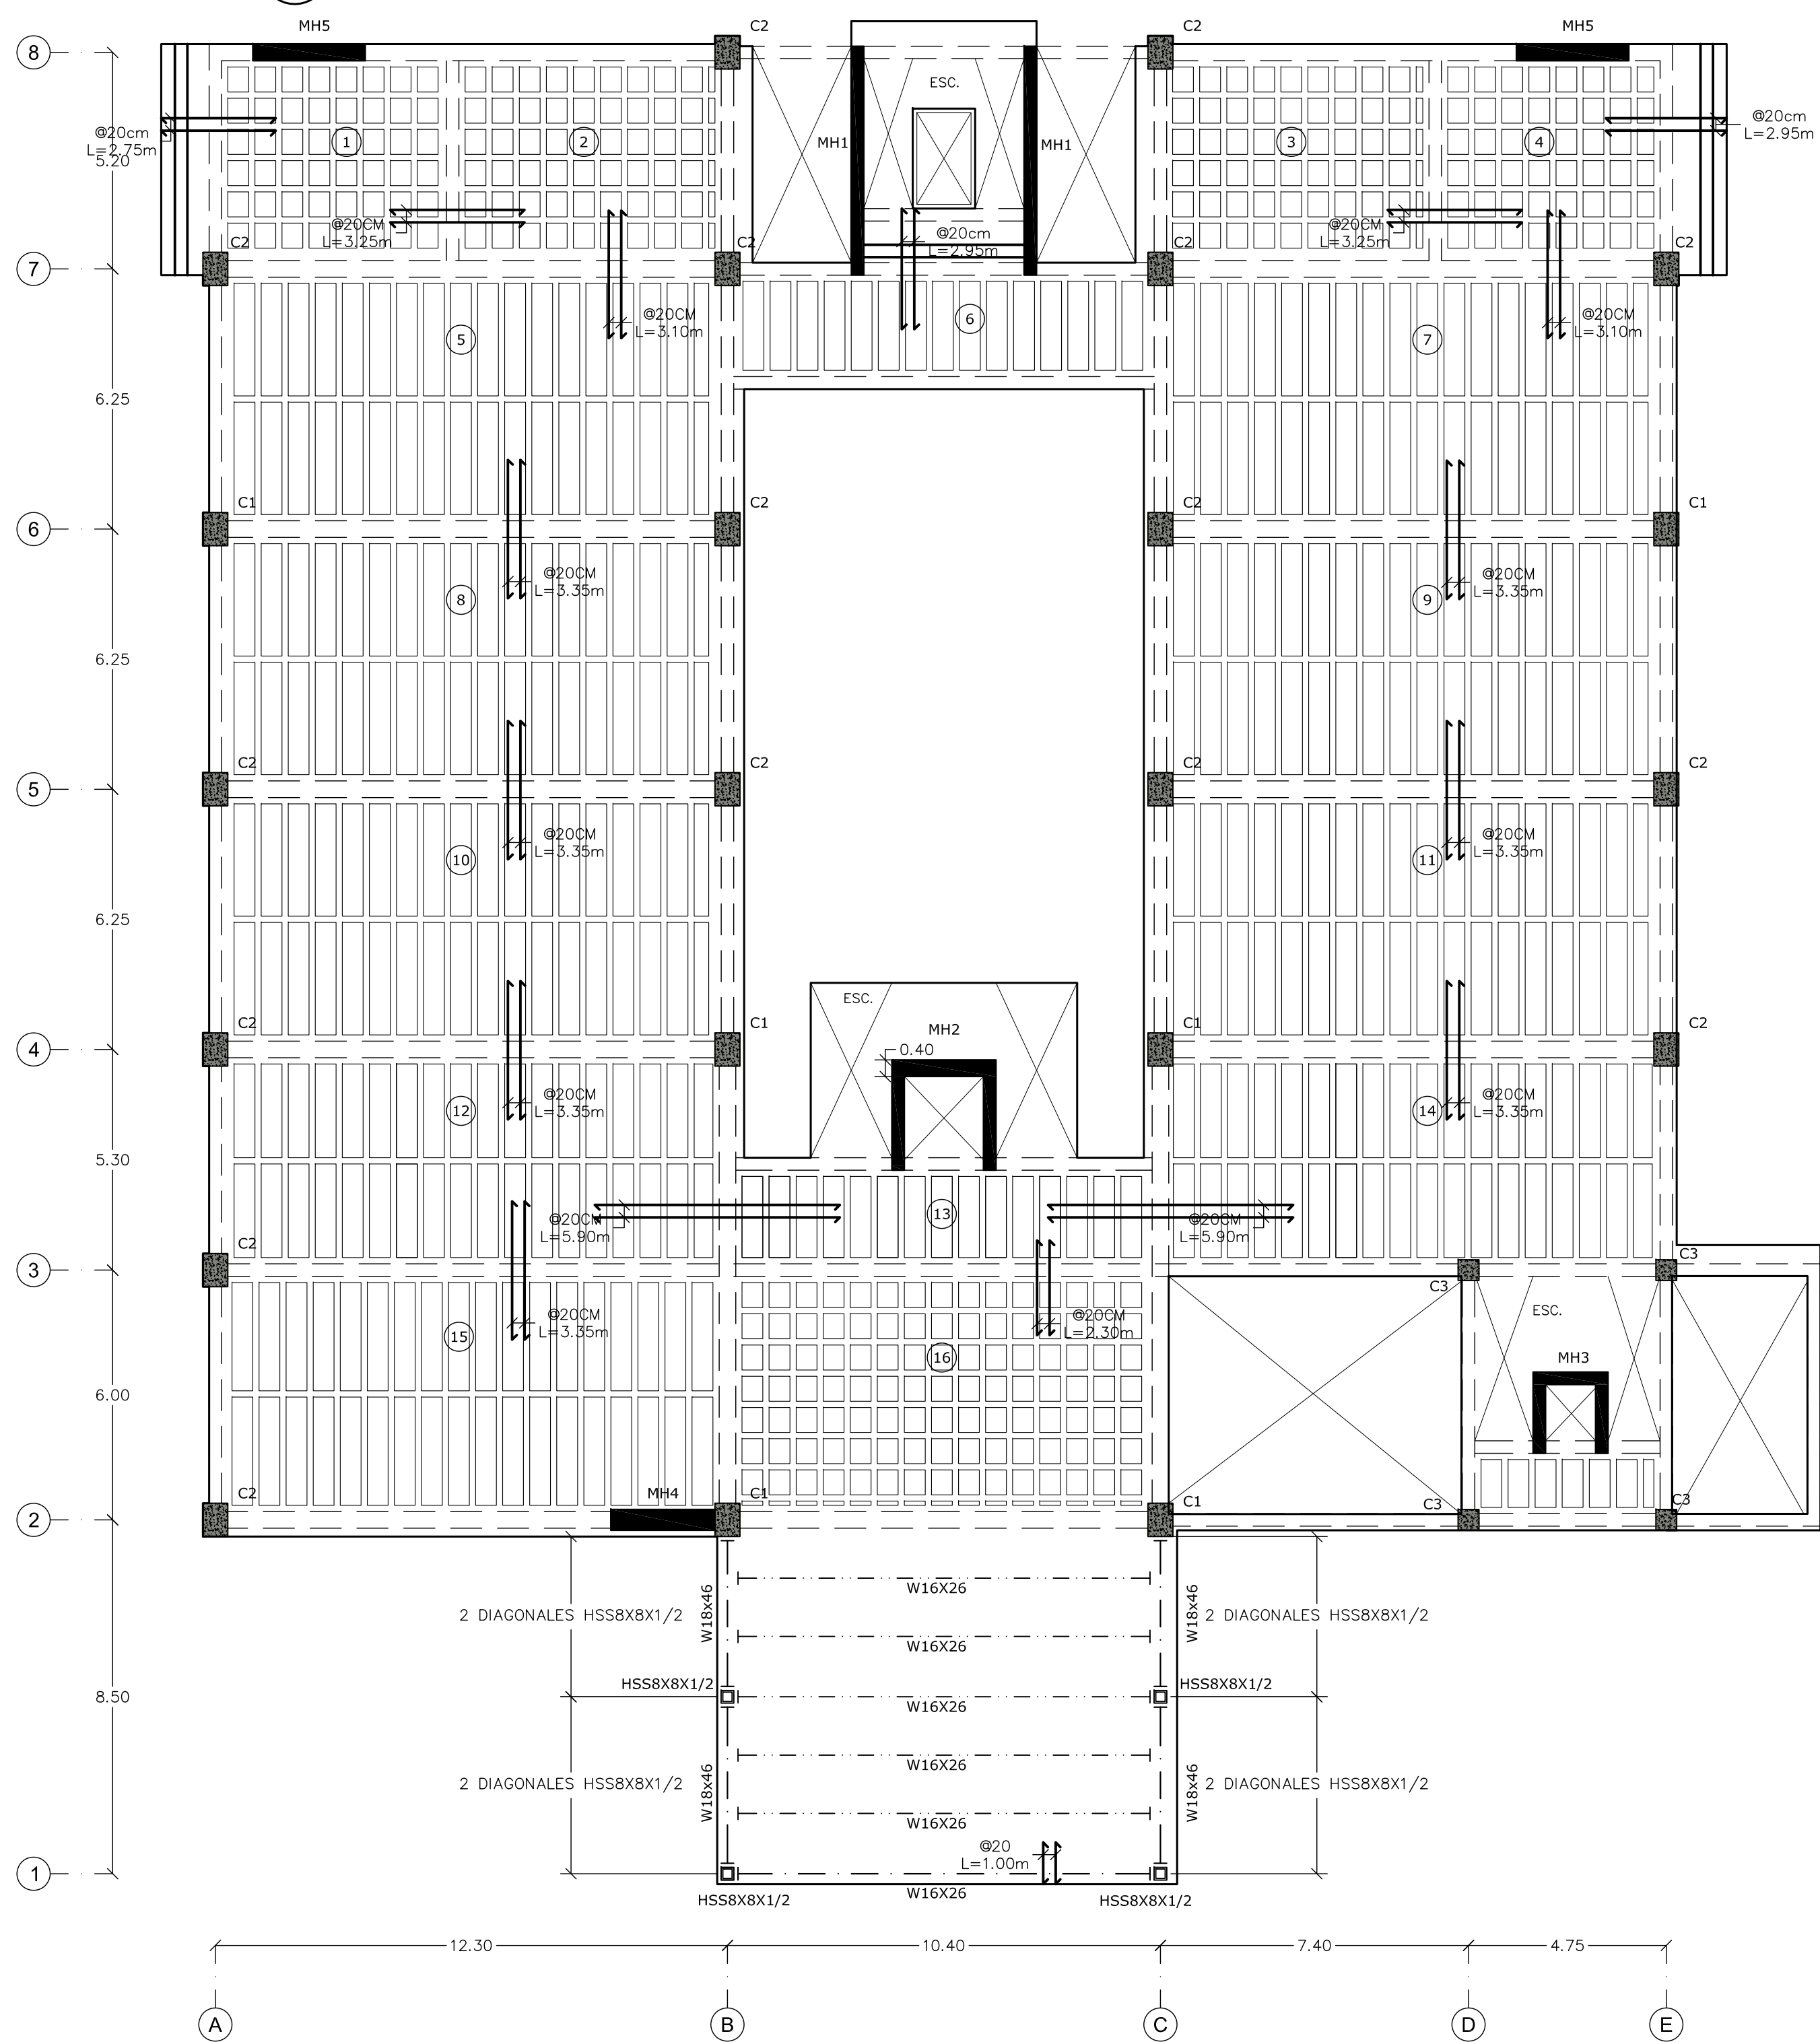 MH5
C2
C2
MH5
8
ESC.
@20cm
L=2.75m
5.20
1
2
MH1
MH1
3
4
@20cm
L=2.95m
@20CM
L=3.25m
@20cm
L=2.95m
@20CM
L=3.25m
C2
C2
C2
C2
7
@20CM
L=3.10m
6
@20CM
L=3.10m
5
7
6.25
C1
C2
C2
C1
6
@20CM
L=3.35m
@20CM
L=3.35m
8
9
6.25
C2
C2
C2
C2
5
@20CM
L=3.35m
@20CM
L=3.35m
10
11
6.25
ESC.
C2
C1
MH2
C1
C2
4
0.40
@20CM
L=3.35m
@20CM
L=3.35m
12
14
5.30
@20CM
L=5.90m
13
@20CM
L=5.90m
C2
C3
3
C3
@20CM
L=3.35m
@20CM
L=2.30m
ESC.
15
16
MH3
6.00
C2
MH4
C1
C1
C3
C3
2
W16X26
2 DIAGONALES HSS8X8X1/2
W18x46
W18x46
2 DIAGONALES HSS8X8X1/2
W16X26
HSS8X8X1/2
HSS8X8X1/2
8.50
W16X26
W16X26
2 DIAGONALES HSS8X8X1/2
W18x46
W18x46
2 DIAGONALES HSS8X8X1/2
W16X26
@20
L=1.00m
1
W16X26
HSS8X8X1/2
HSS8X8X1/2
12.30
10.40
7.40
4.75
A
B
C
D
E